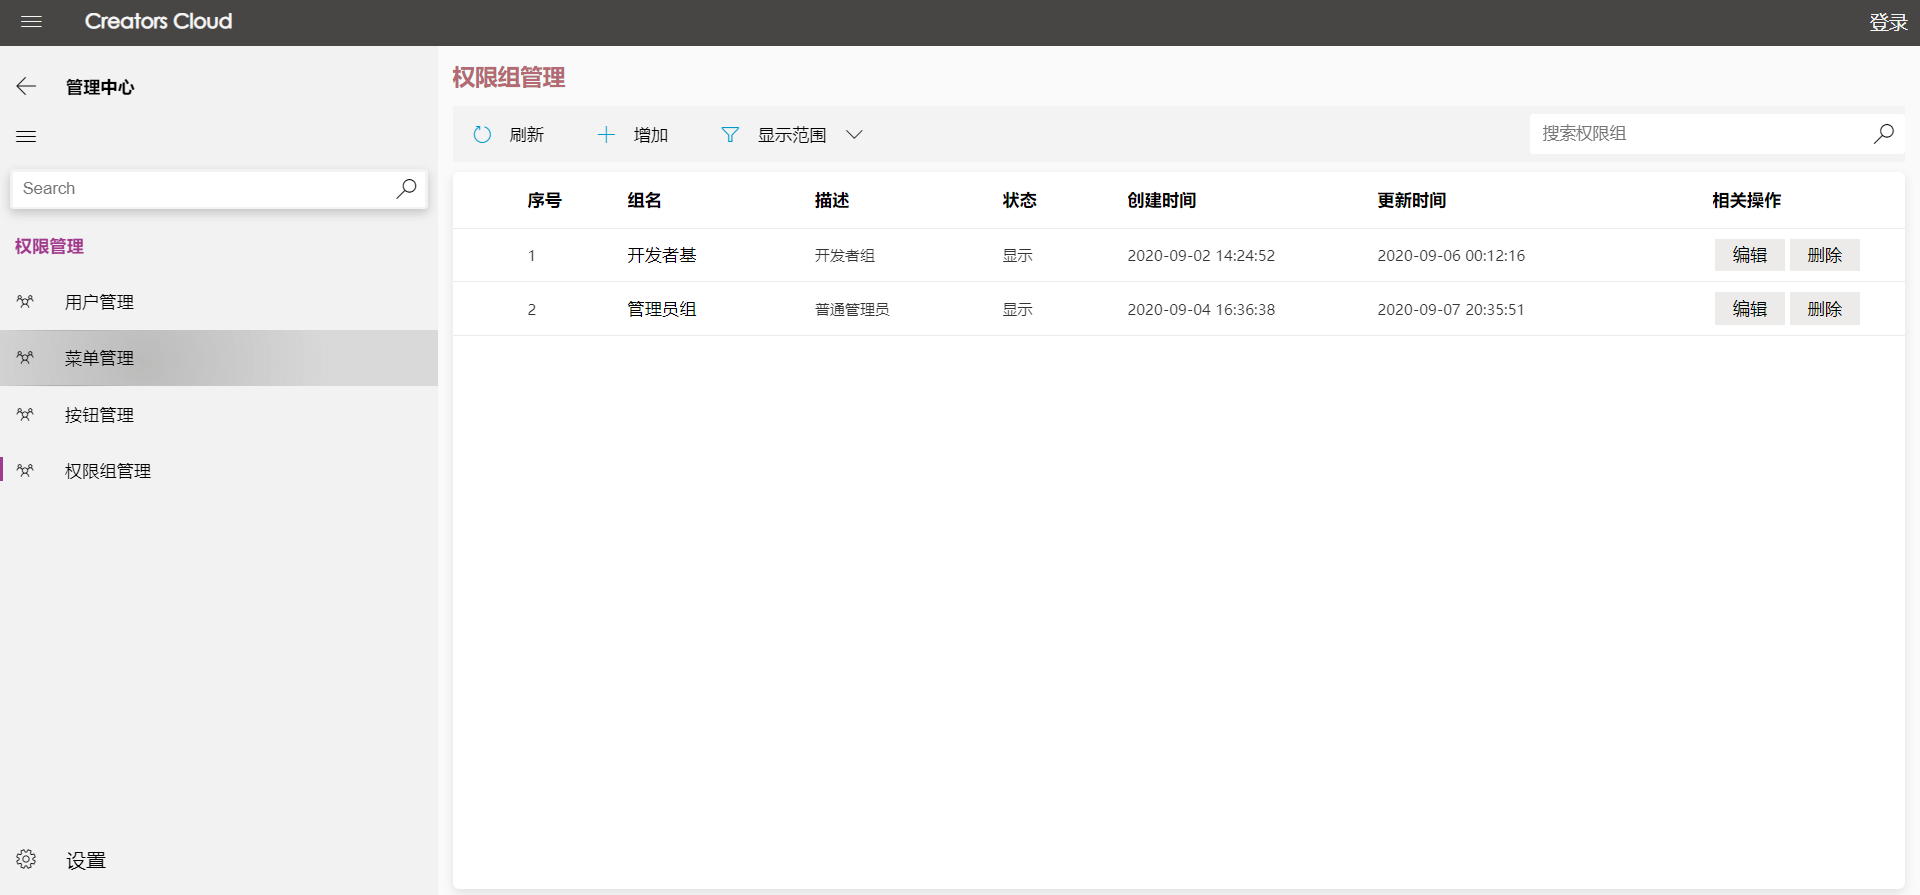 Creators Cloud
登录
管理中心
Search
权限管理
用户管理
菜单管理
按钮管理
权限组管理
设置
权限组管理
刷新 增加 显示范围 搜索权限组
序号 组名 描述 状态 创建时间 更新时间 相关操作
1 开发者基 开发者组 显示 2020-09-02 14:24:52 2020-09-06 00:12:16 编辑 删除
2 管理员组 普通管理员 显示 2020-09-04 16:36:38 2020-09-07 20:35:51 编辑 删除